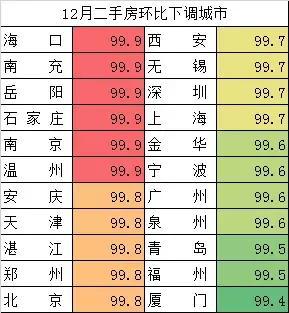 12月二手房环比下调城市
海口 99.9 西安 99.7
南充 99.9 无锡 99.7
岳阳 99.9 深圳 99.7
石家庄 99.9 上海 99.7
南京 99.9 金华 99.6
温州 99.9 宁波 99.6
安庆 99.8 广州 99.6
天津 99.8 泉州 99.6
湛江 99.8 青岛 99.5
郑州 99.8 福州 99.5
北京 99.8 厦门 99.4